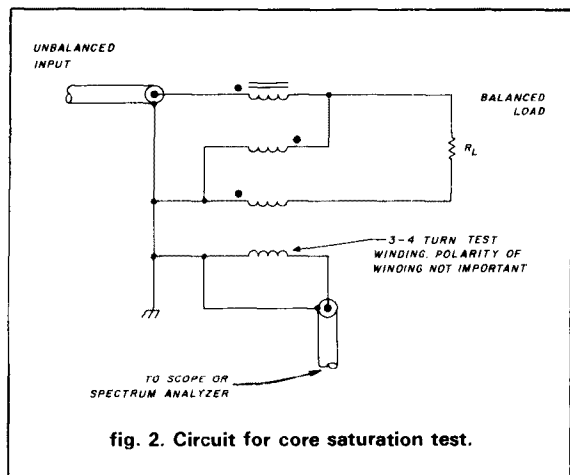 UNBALANCED
INPUT
BALANCED
LOAD
RL
3-4 TURN TEST
WINDING. POLARITY OF
WINDING NOT IMPORTANT
TO SCOPE OR
SPECTRUM ANALYZER
fig. 2. Circuit for core saturation test.